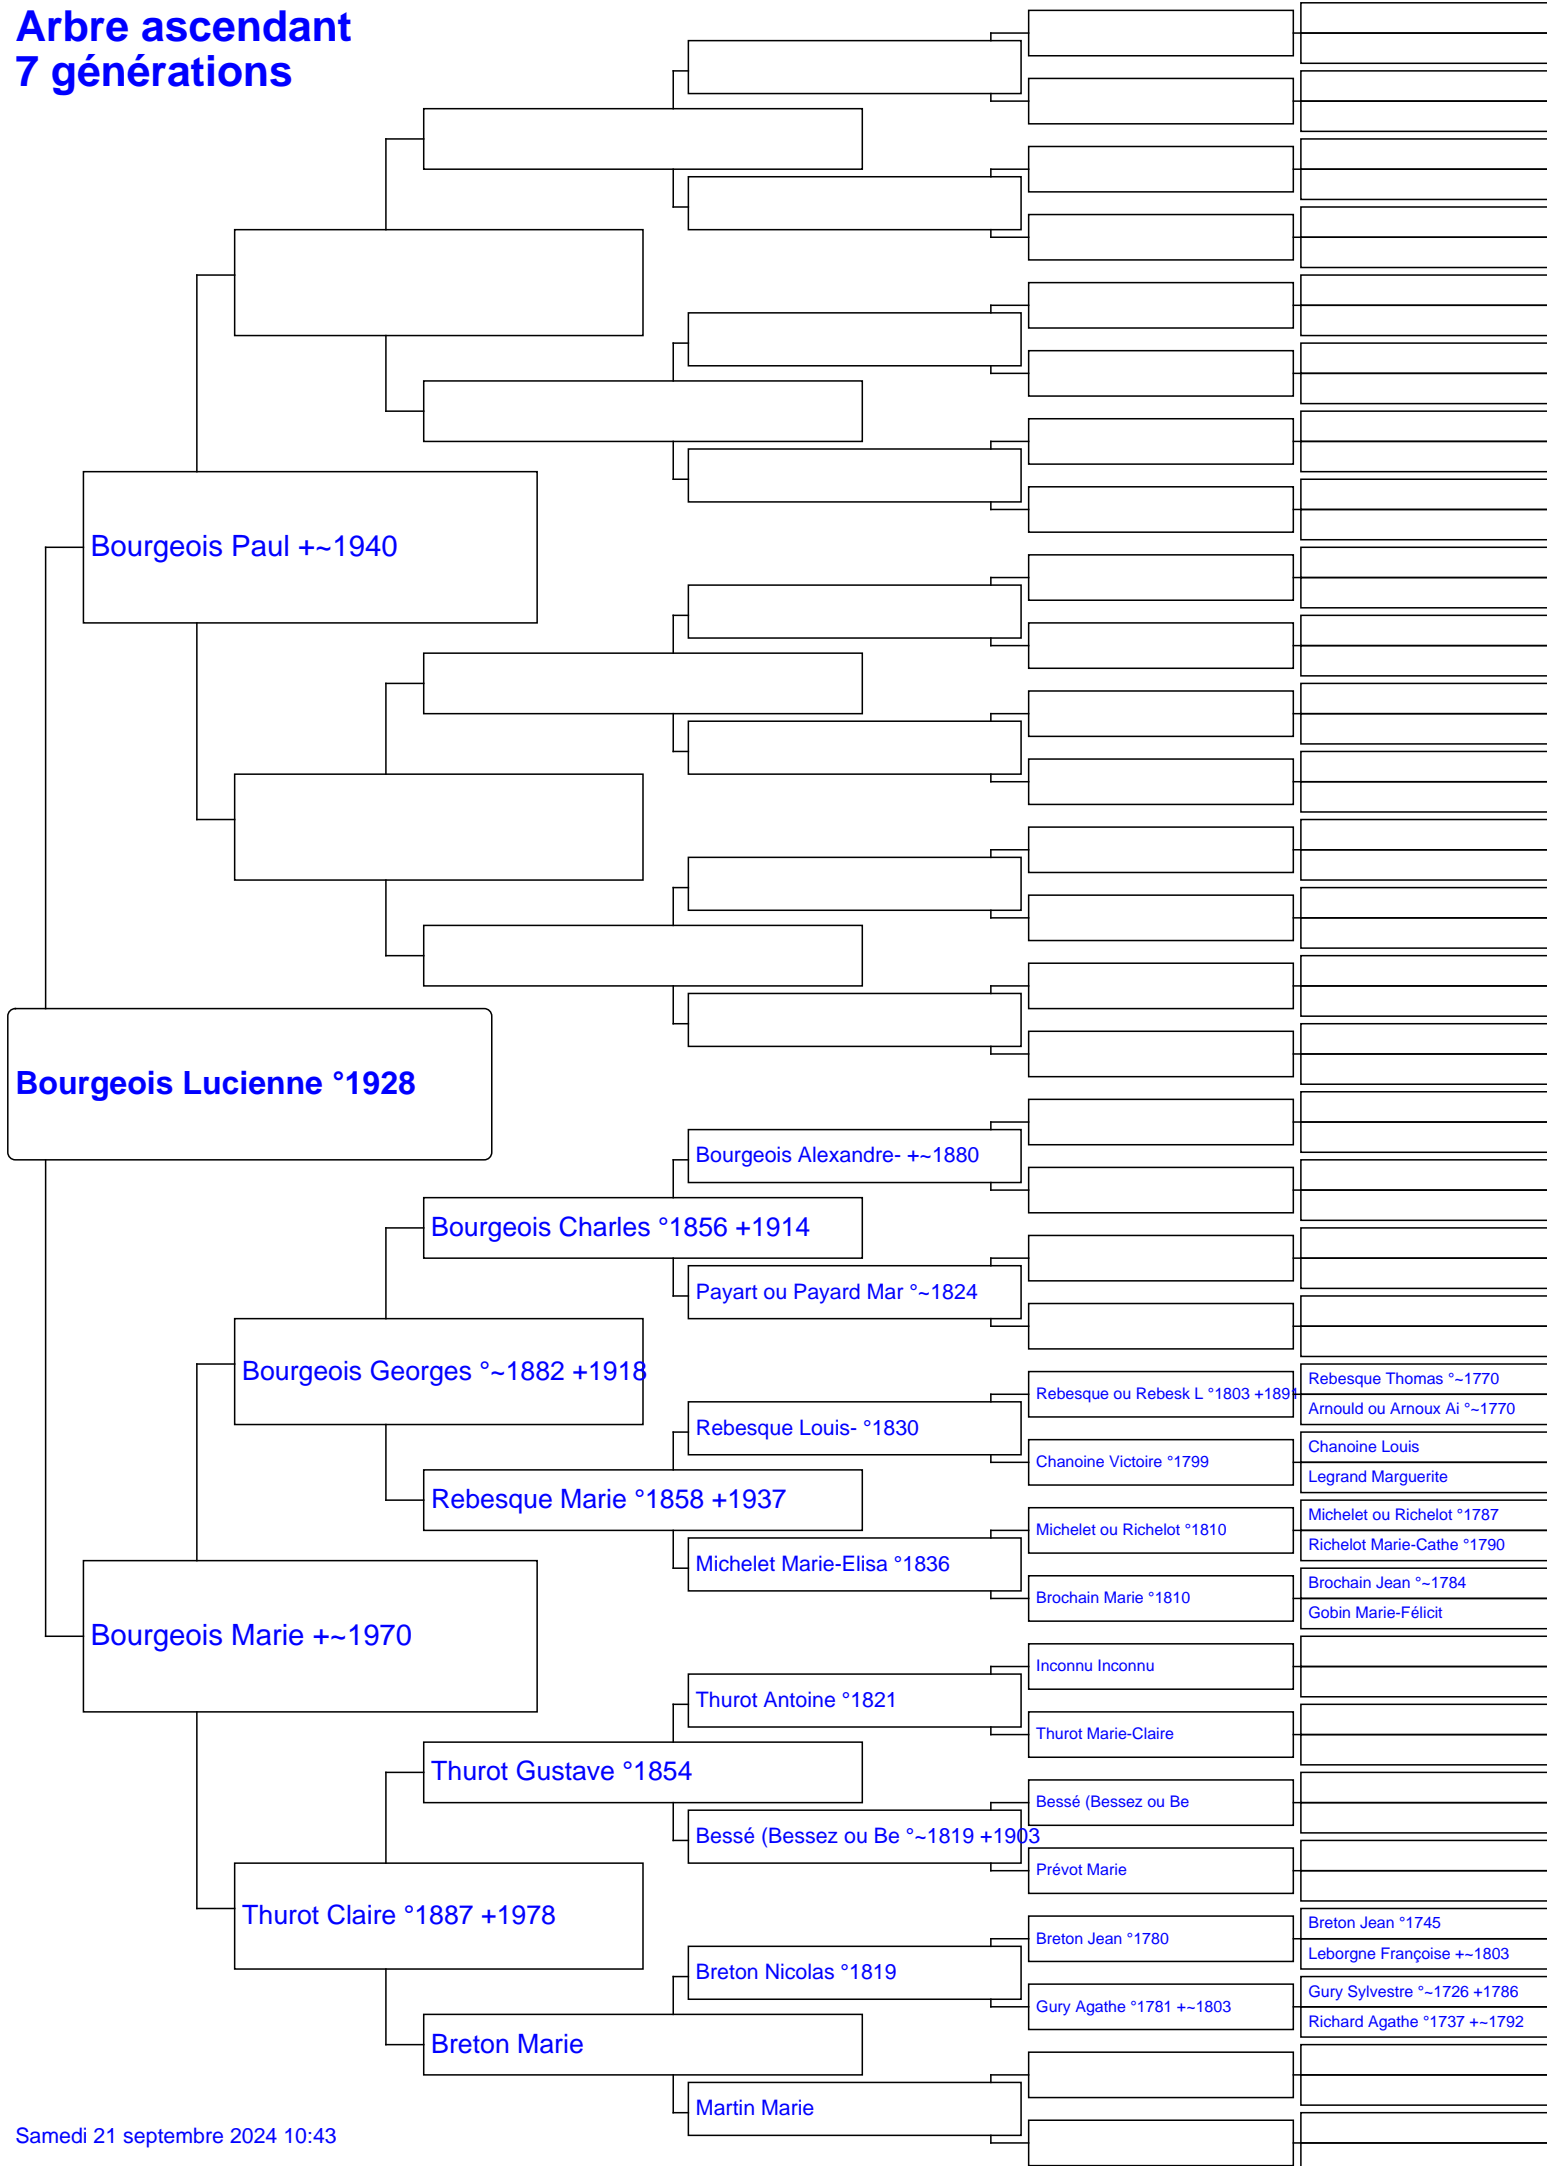 Arbre ascendant
7 générations
Bourgeois Paul +~1940
Bourgeois Lucienne °1928
Bourgeois Alexandre- +~1880
Bourgeois Charles °1856 +1914
Payart ou Payard Mar °~1824
Bourgeois Georges °~1882 +1918
Rebesque Thomas °~1770
Rebesque ou Rebesk L °1803 +1891
Arnould ou Arnoux Ai °~1770
Rebesque Louis- °1830
Chanoine Louis
Chanoine Victoire °1799
Legrand Marguerite
Rebesque Marie °1858 +1937
Michelet ou Richelot °1787
Michelet ou Richelot °1810
Richelot Marie-Cathe °1790
Michelet Marie-Elisa °1836
Brochain Jean °~1784
Brochain Marie °1810
Gobin Marie-Félicit
Bourgeois Marie +~1970
Inconnu Inconnu
Thurot Antoine °1821
Thurot Marie-Claire
Thurot Gustave °1854
Bessé (Bessez ou Be
Bessé (Bessez ou Be °~1819 +1903
Prévot Marie
Thurot Claire °1887 +1978
Breton Jean °1745
Breton Jean °1780
Leborgne Françoise +~1803
Breton Nicolas °1819
Gury Sylvestre °~1726 +1786
Gury Agathe °1781 +~1803
Richard Agathe °1737 +~1792
Breton Marie
Martin Marie
Samedi 21 septembre 2024 10:43